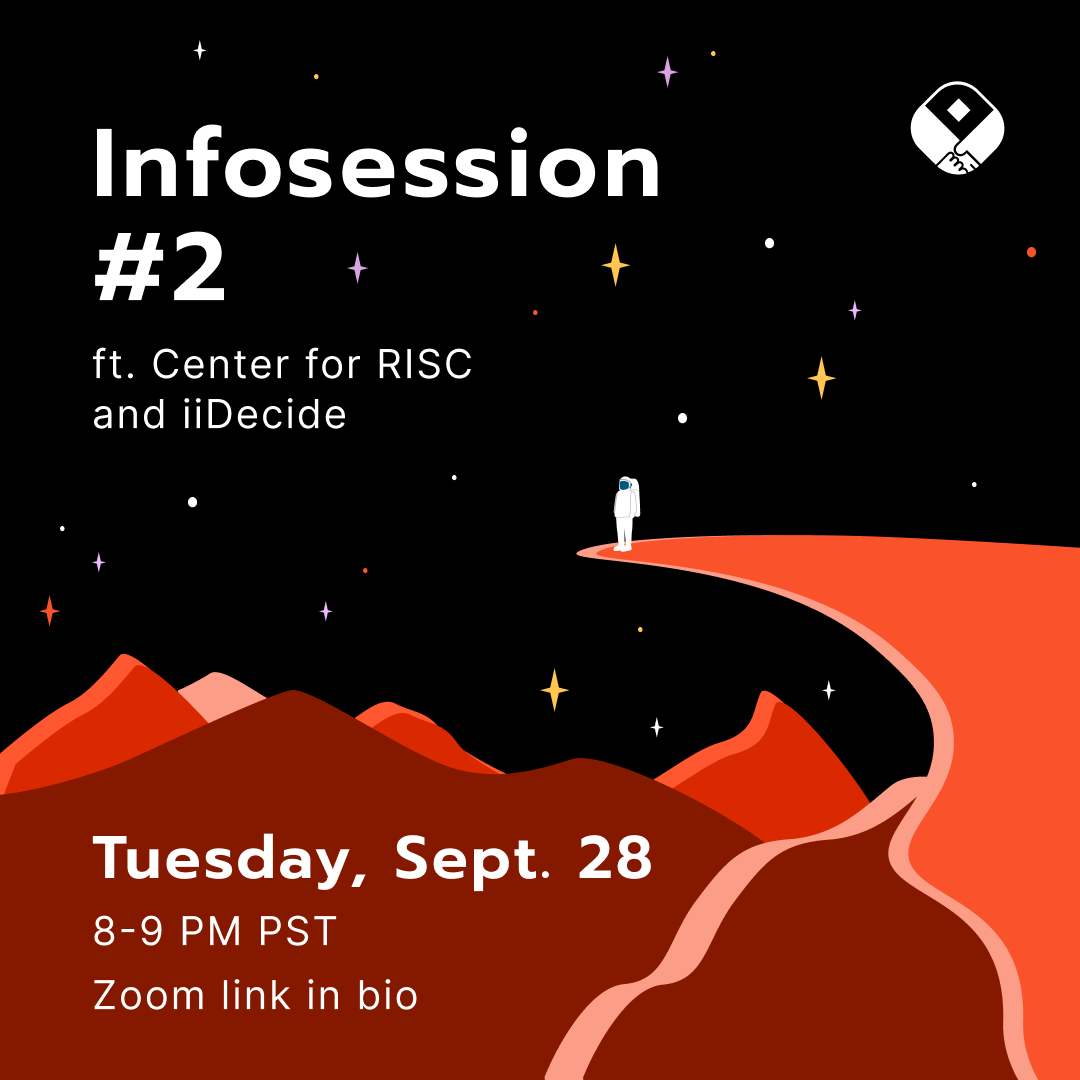 Infosession
#2
ft. Center for RISC
and iiDecide
Tuesday, Sept. 28
8-9 PM PST
Zoom link in bio